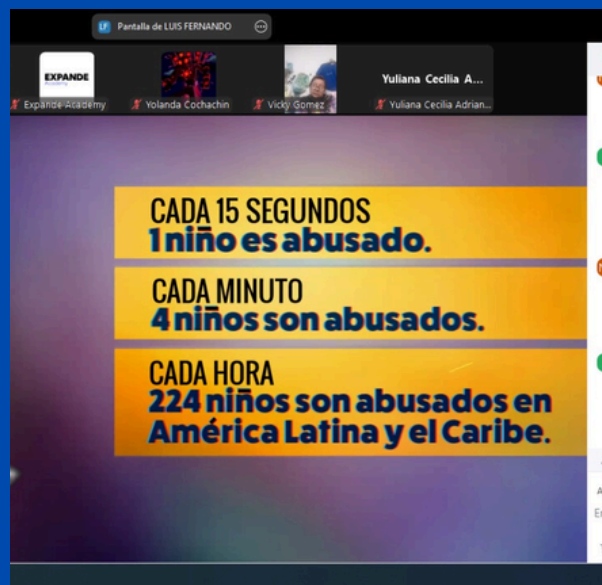 LF Pantalla de LUIS FERNANDO
EXPANDE
Academy
Yuliana Cecilia A...
Expande Academy
Yolanda Cochachin
Vicky Gomez
Yuliana Cecilia Adrian...
CADA 15 SEGUNDOS
1 niño es abusado.
CADA MINUTO
4 niños son abusados.
CADA HORA
224 niños son abusados en
América Latina y el Caribe.